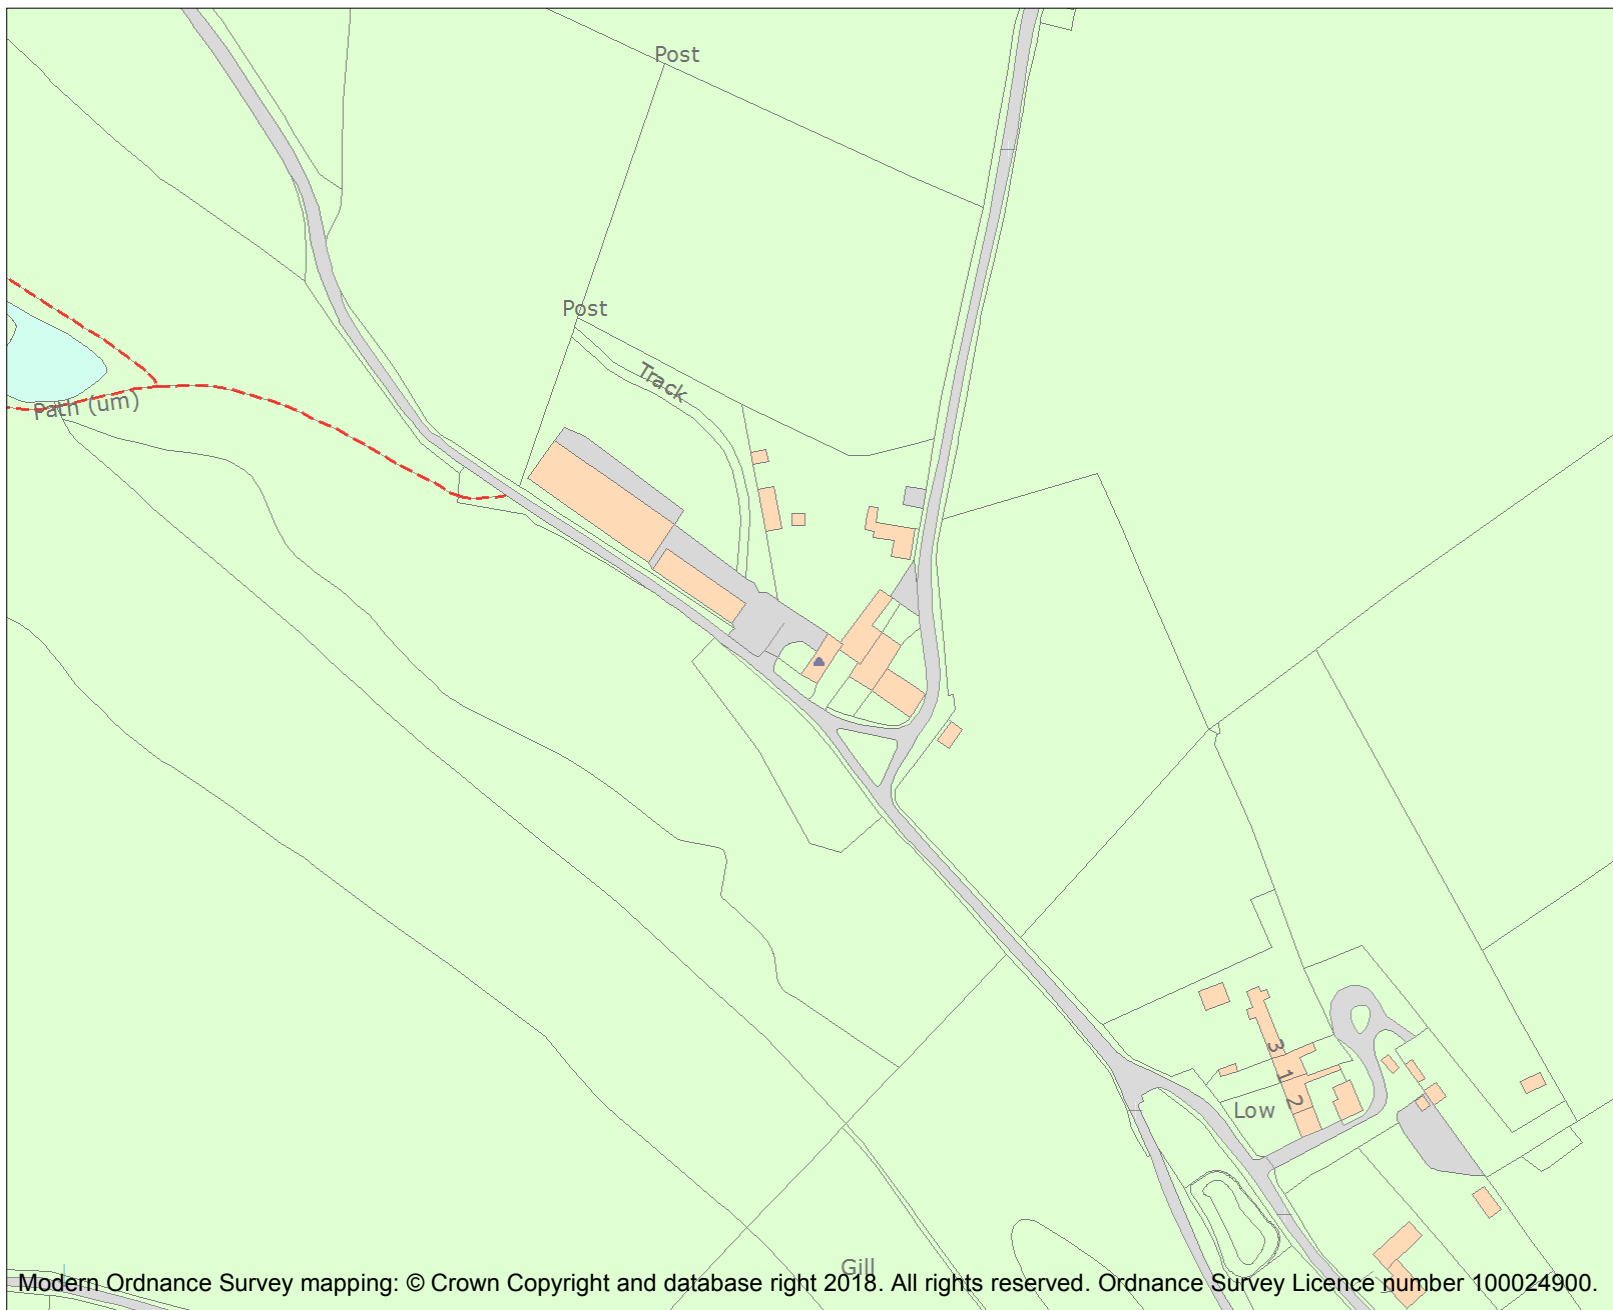 Post
Post
Track
Path (um)
3
1
2
Low
Gill
Modern Ordnance Survey mapping: © Crown Copyright and database right 2018. All rights reserved. Ordnance Survey Licence number 100024900.